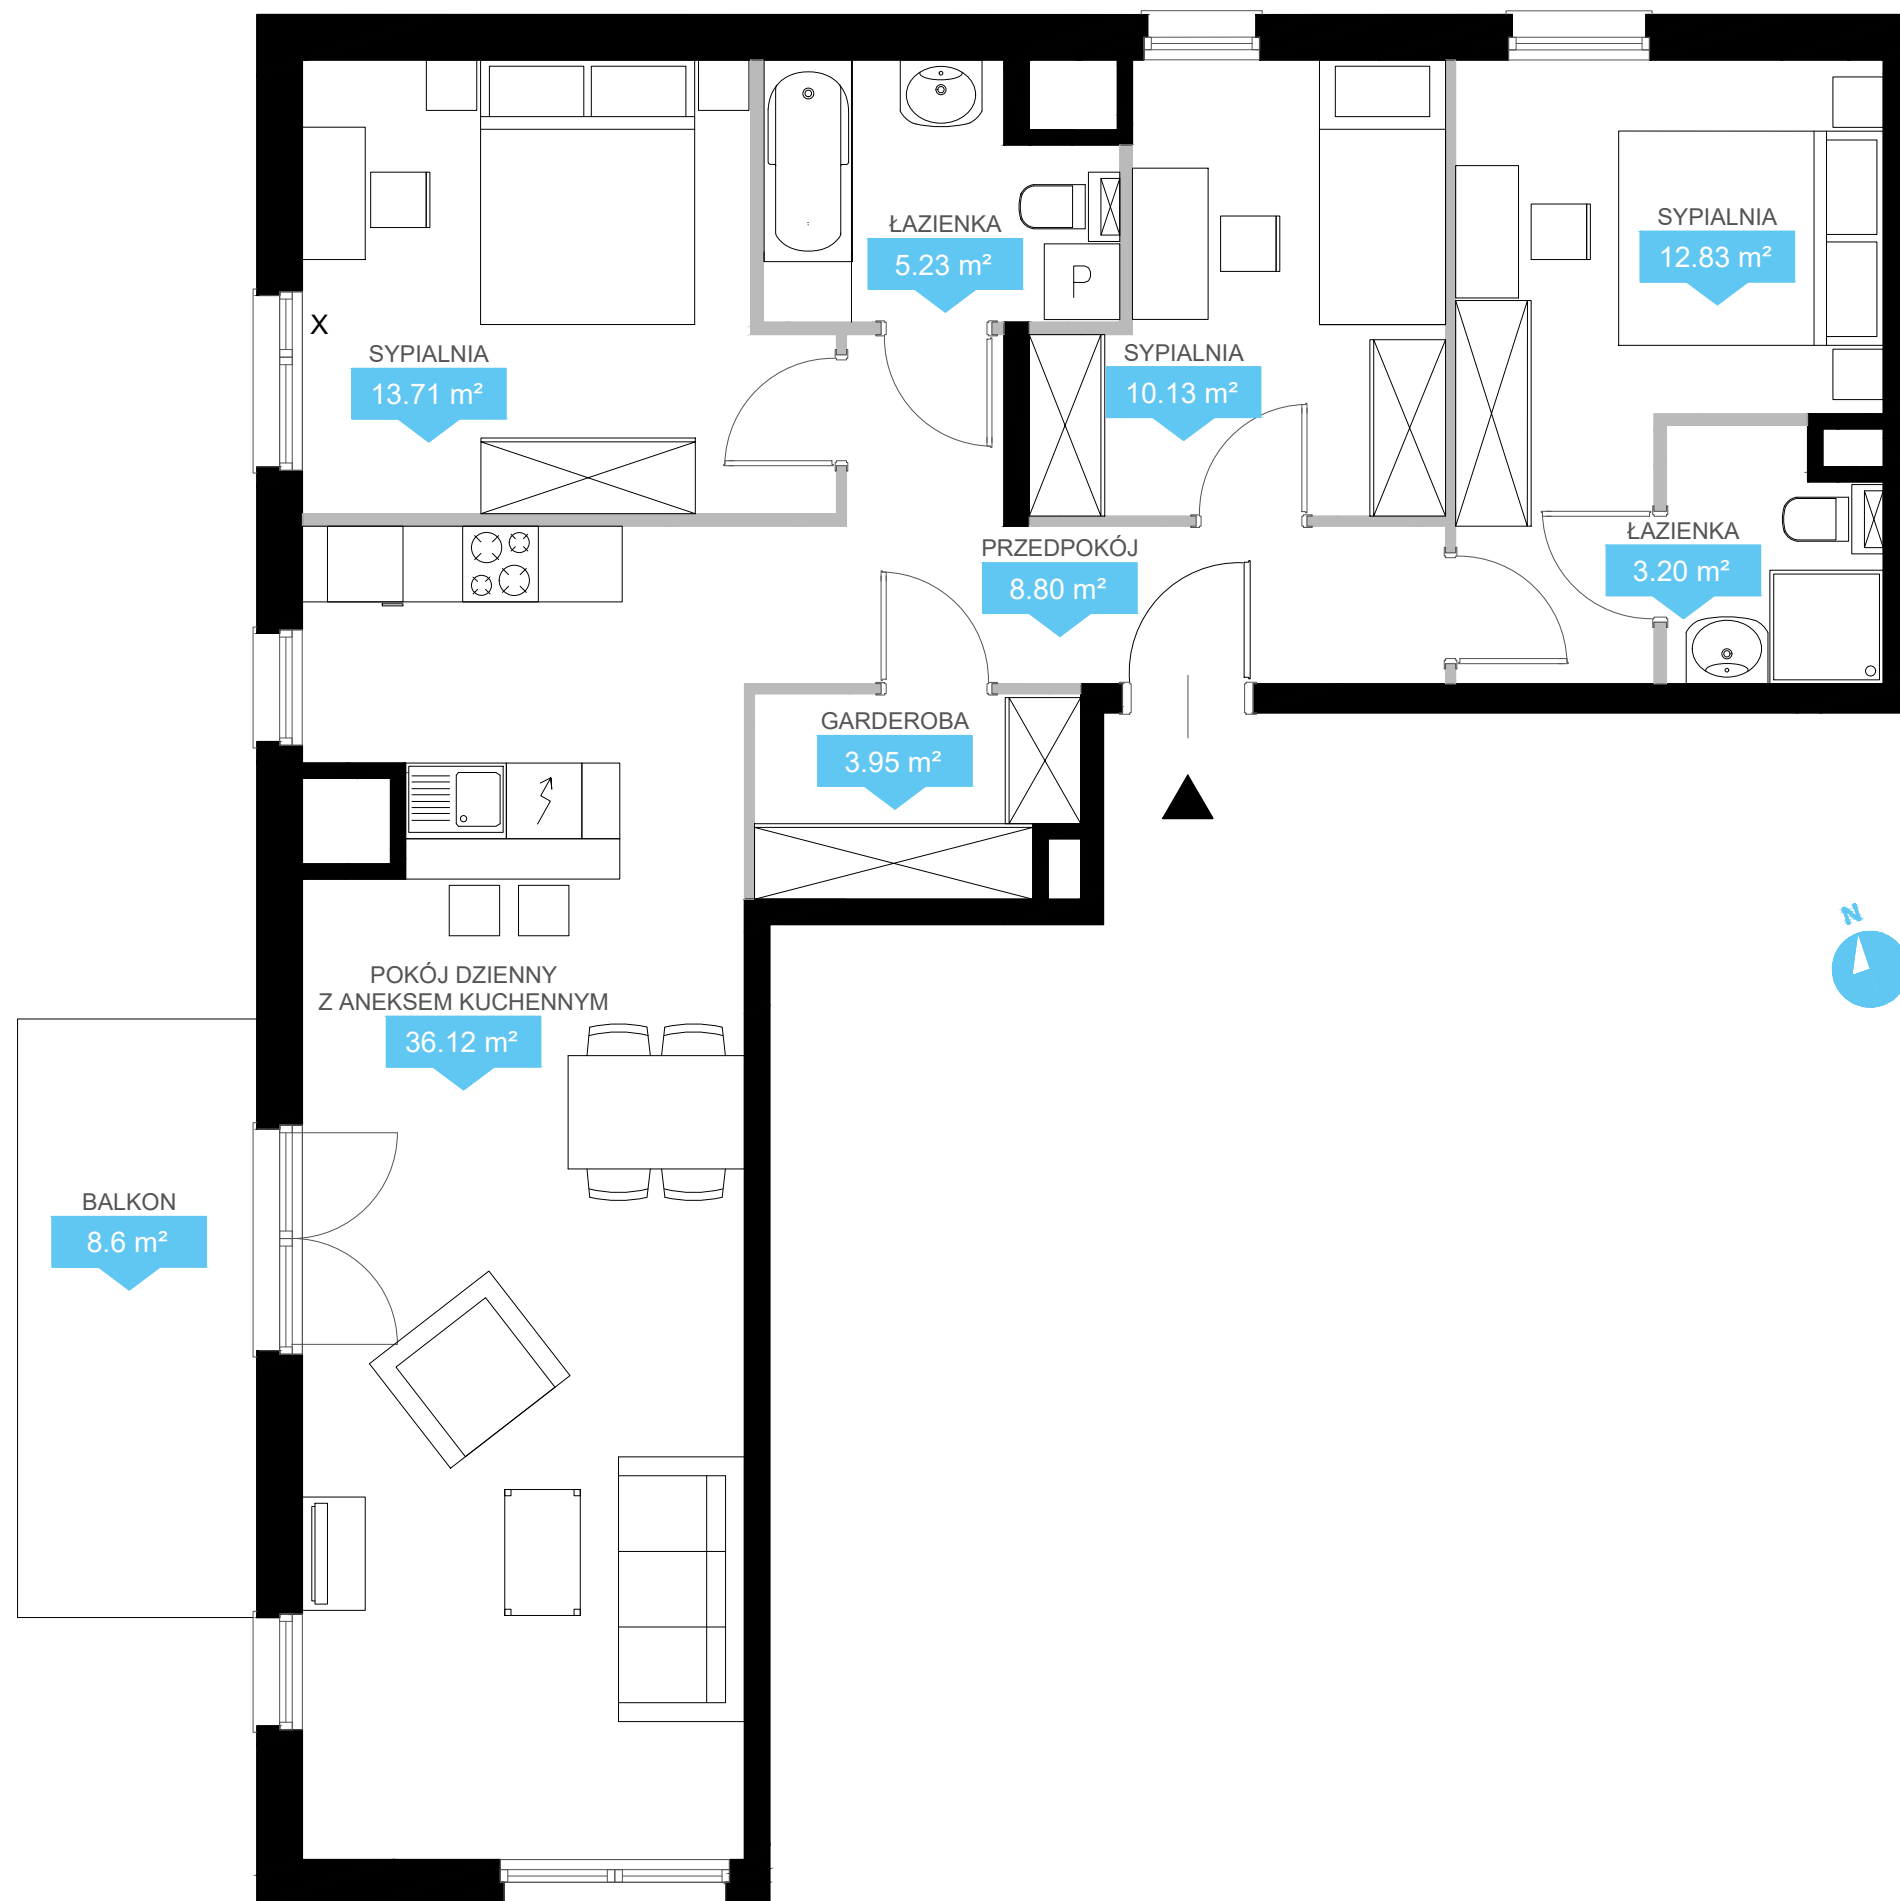 ŁAZIENKA
5.23 m²
P
SYPIALNIA
12.83 m²
X
SYPIALNIA
13.71 m²
SYPIALNIA
10.13 m²
ŁAZIENKA
3.20 m²
PRZEDPOKÓJ
8.80 m²
GARDEROBA
3.95 m²
N
POKÓJ DZIENNY
Z ANEKSEM KUCHENNYM
36.12 m²
BALKON
8.6 m²